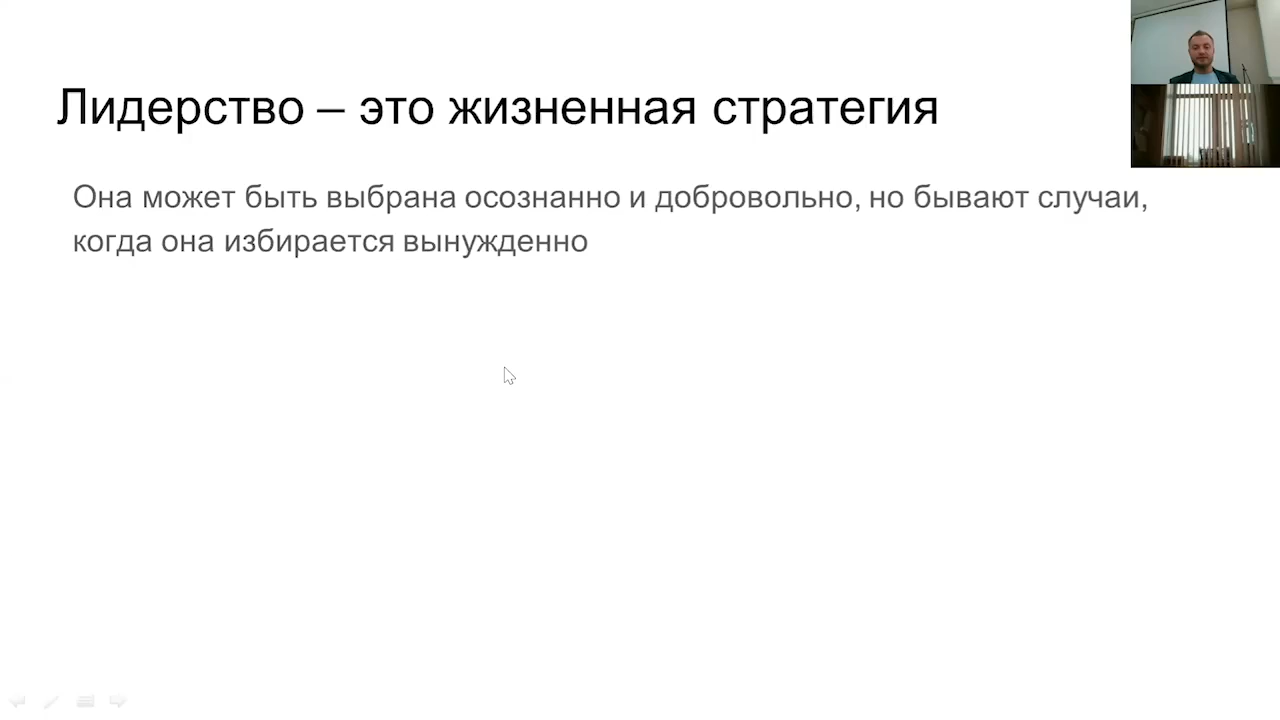 Лидерство – это жизненная стратегия
Она может быть выбрана осознанно и добровольно, но бывают случаи,
когда она избирается вынужденно